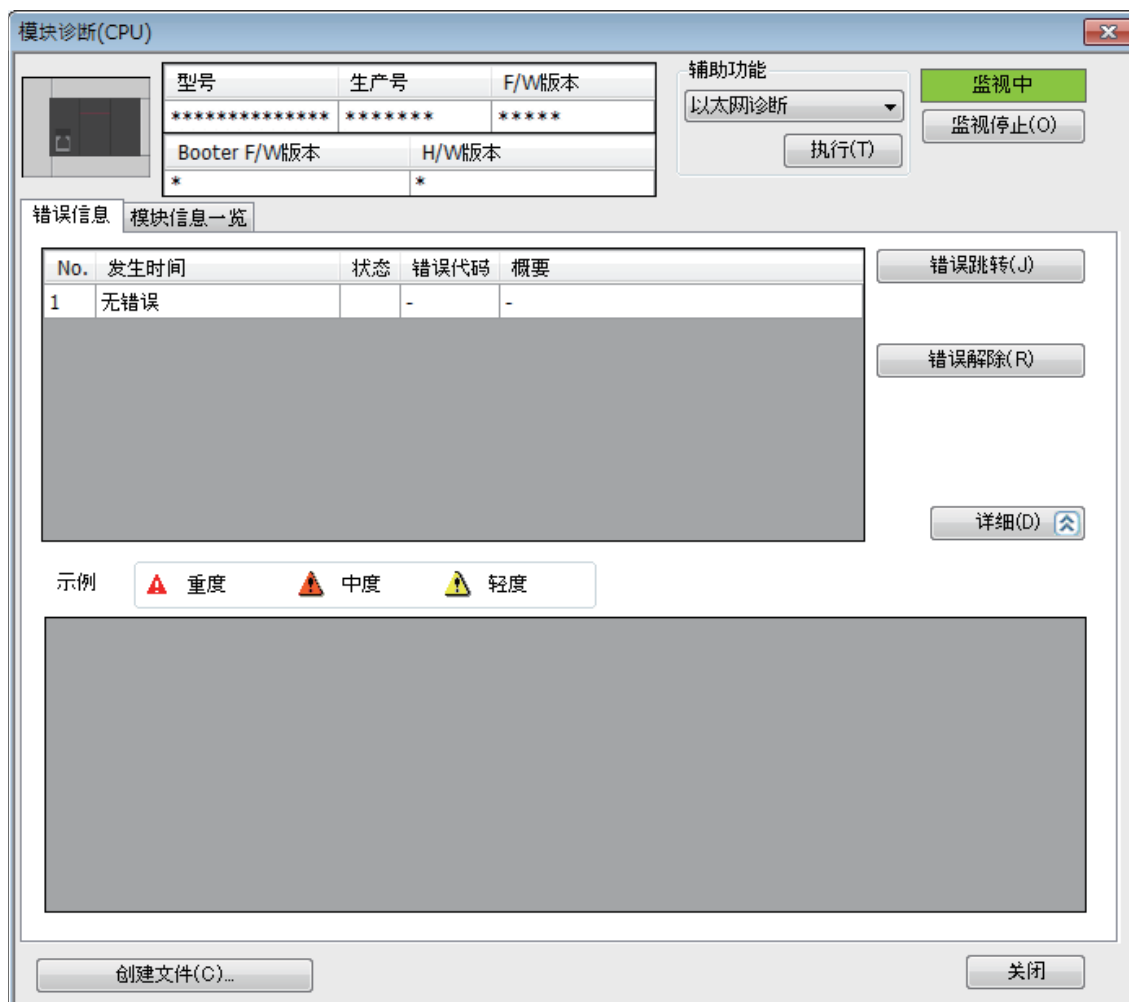 模块诊断(CPU)
型号 生产号 F/W版本
************** ******* *****
Booter F/W版本 H/W版本
* *
辅助功能
以太网诊断
执行(T)
监视中
监视停止(O)
错误信息 模块信息一览
No. 发生时间 状态 错误代码 概要
1 无错误 - -
错误跳转(J)
错误解除(R)
详细(D)
示例 重度 中度 轻度
创建文件(C)...
关闭